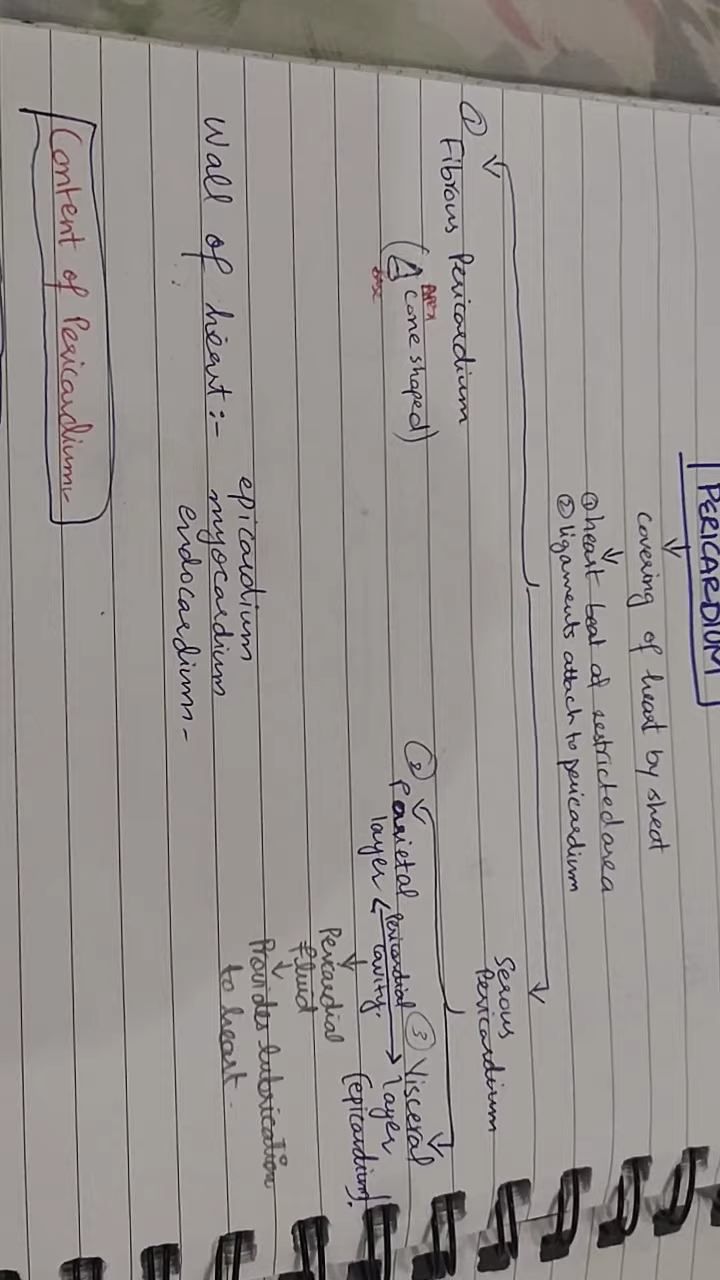 PERICARDIUM
covering of heart by sheat
① heart beat at restricted area
② ligaments attach to pericardium
① Fibrous Pericardium
(cone shaped)
Apex
base
Serous
Pericardium
② Parietal
layer
Pericardial
cavity
③ Visceral
layer
(epicardium).
Pericardial
fluid
Provides lubrication
to heart.
Wall of heart:- epicardium
myocardium
endocardium-
Content of Pericardium:-